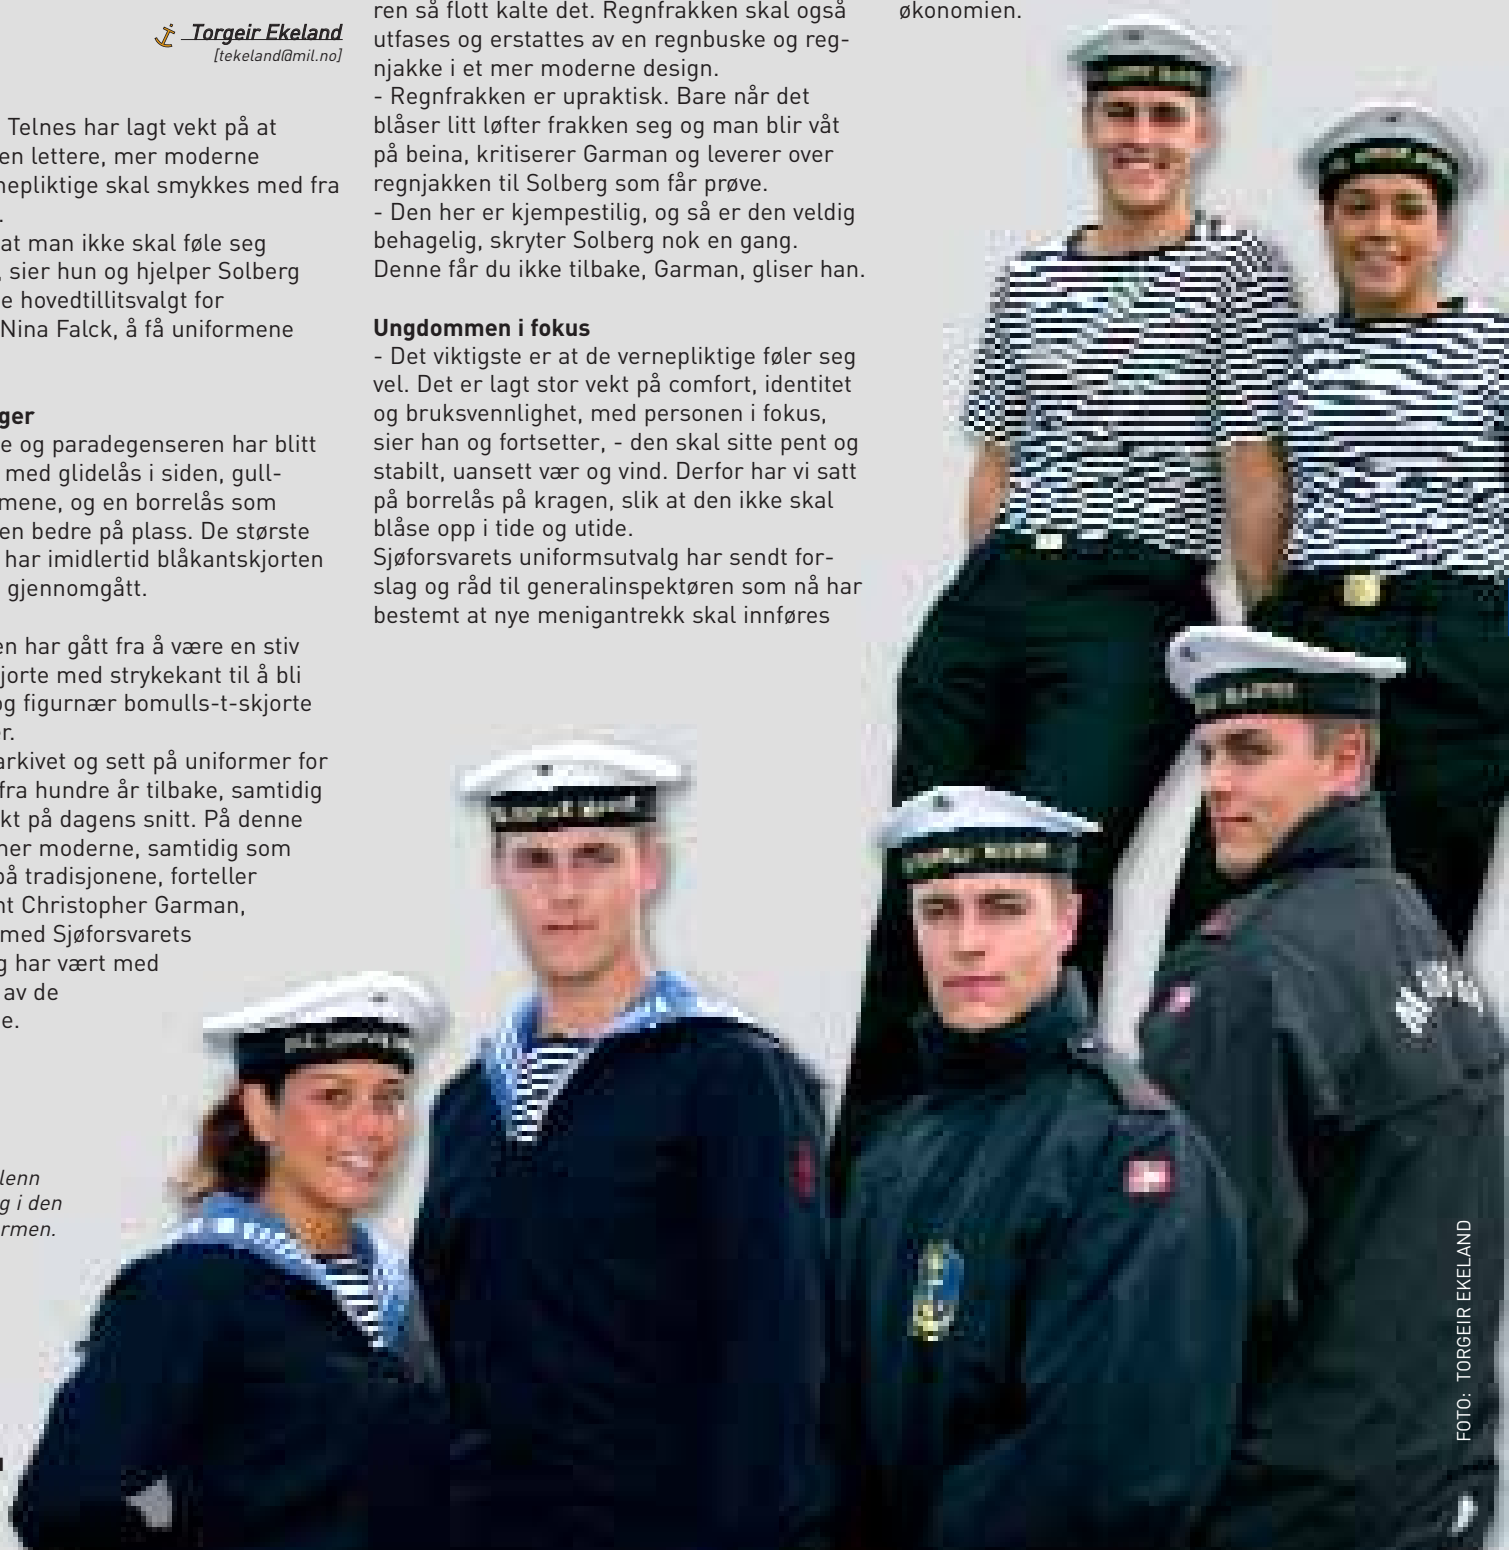 Torgeir Ekeland
[tekeland@mil.no]
Telnes har lagt vekt på at
en lettere, mer moderne
nepliktige skal smykkes med fra
.
at man ikke skal føle seg
, sier hun og hjelper Solberg
e hovedtillitsvalgt for
Nina Falck, å få uniformene
ger
e og paradegenseren har blitt
med glidelås i siden, gull-
mene, og en borrelås som
en bedre på plass. De største
har imidlertid blåkantskjorten
gjennomgått.
en har gått fra å være en stiv
jorte med strykekant til å bli
og figurnær bomulls-t-skjorte
er.
arkivet og sett på uniformer for
fra hundre år tilbake, samtidig
kt på dagens snitt. På denne
mer moderne, samtidig som
på tradisjonene, forteller
nt Christopher Garman,
med Sjøforsvarets
g har vært med
av de
e.
lenn
g i den
rmen.
ren så flott kalte det. Regnfrakken skal også
utfases og erstattes av en regnbuske og reg-
njakke i et mer moderne design.
- Regnfrakken er upraktisk. Bare når det
blåser litt løfter frakken seg og man blir våt
på beina, kritiserer Garman og leverer over
regnjakken til Solberg som får prøve.
- Den her er kjempestilig, og så er den veldig
behagelig, skryter Solberg nok en gang.
Denne får du ikke tilbake, Garman, gliser han.
Ungdommen i fokus
- Det viktigste er at de vernepliktige føler seg
vel. Det er lagt stor vekt på comfort, identitet
og bruksvennlighet, med personen i fokus,
sier han og fortsetter, - den skal sitte pent og
stabilt, uansett vær og vind. Derfor har vi satt
på borrelås på kragen, slik at den ikke skal
blåse opp i tide og utide.
Sjøforsvarets uniformsutvalg har sendt for-
slag og råd til generalinspektøren som nå har
bestemt at nye menigantrekk skal innføres
økonomien.
FOTO: TORGEIR EKELAND